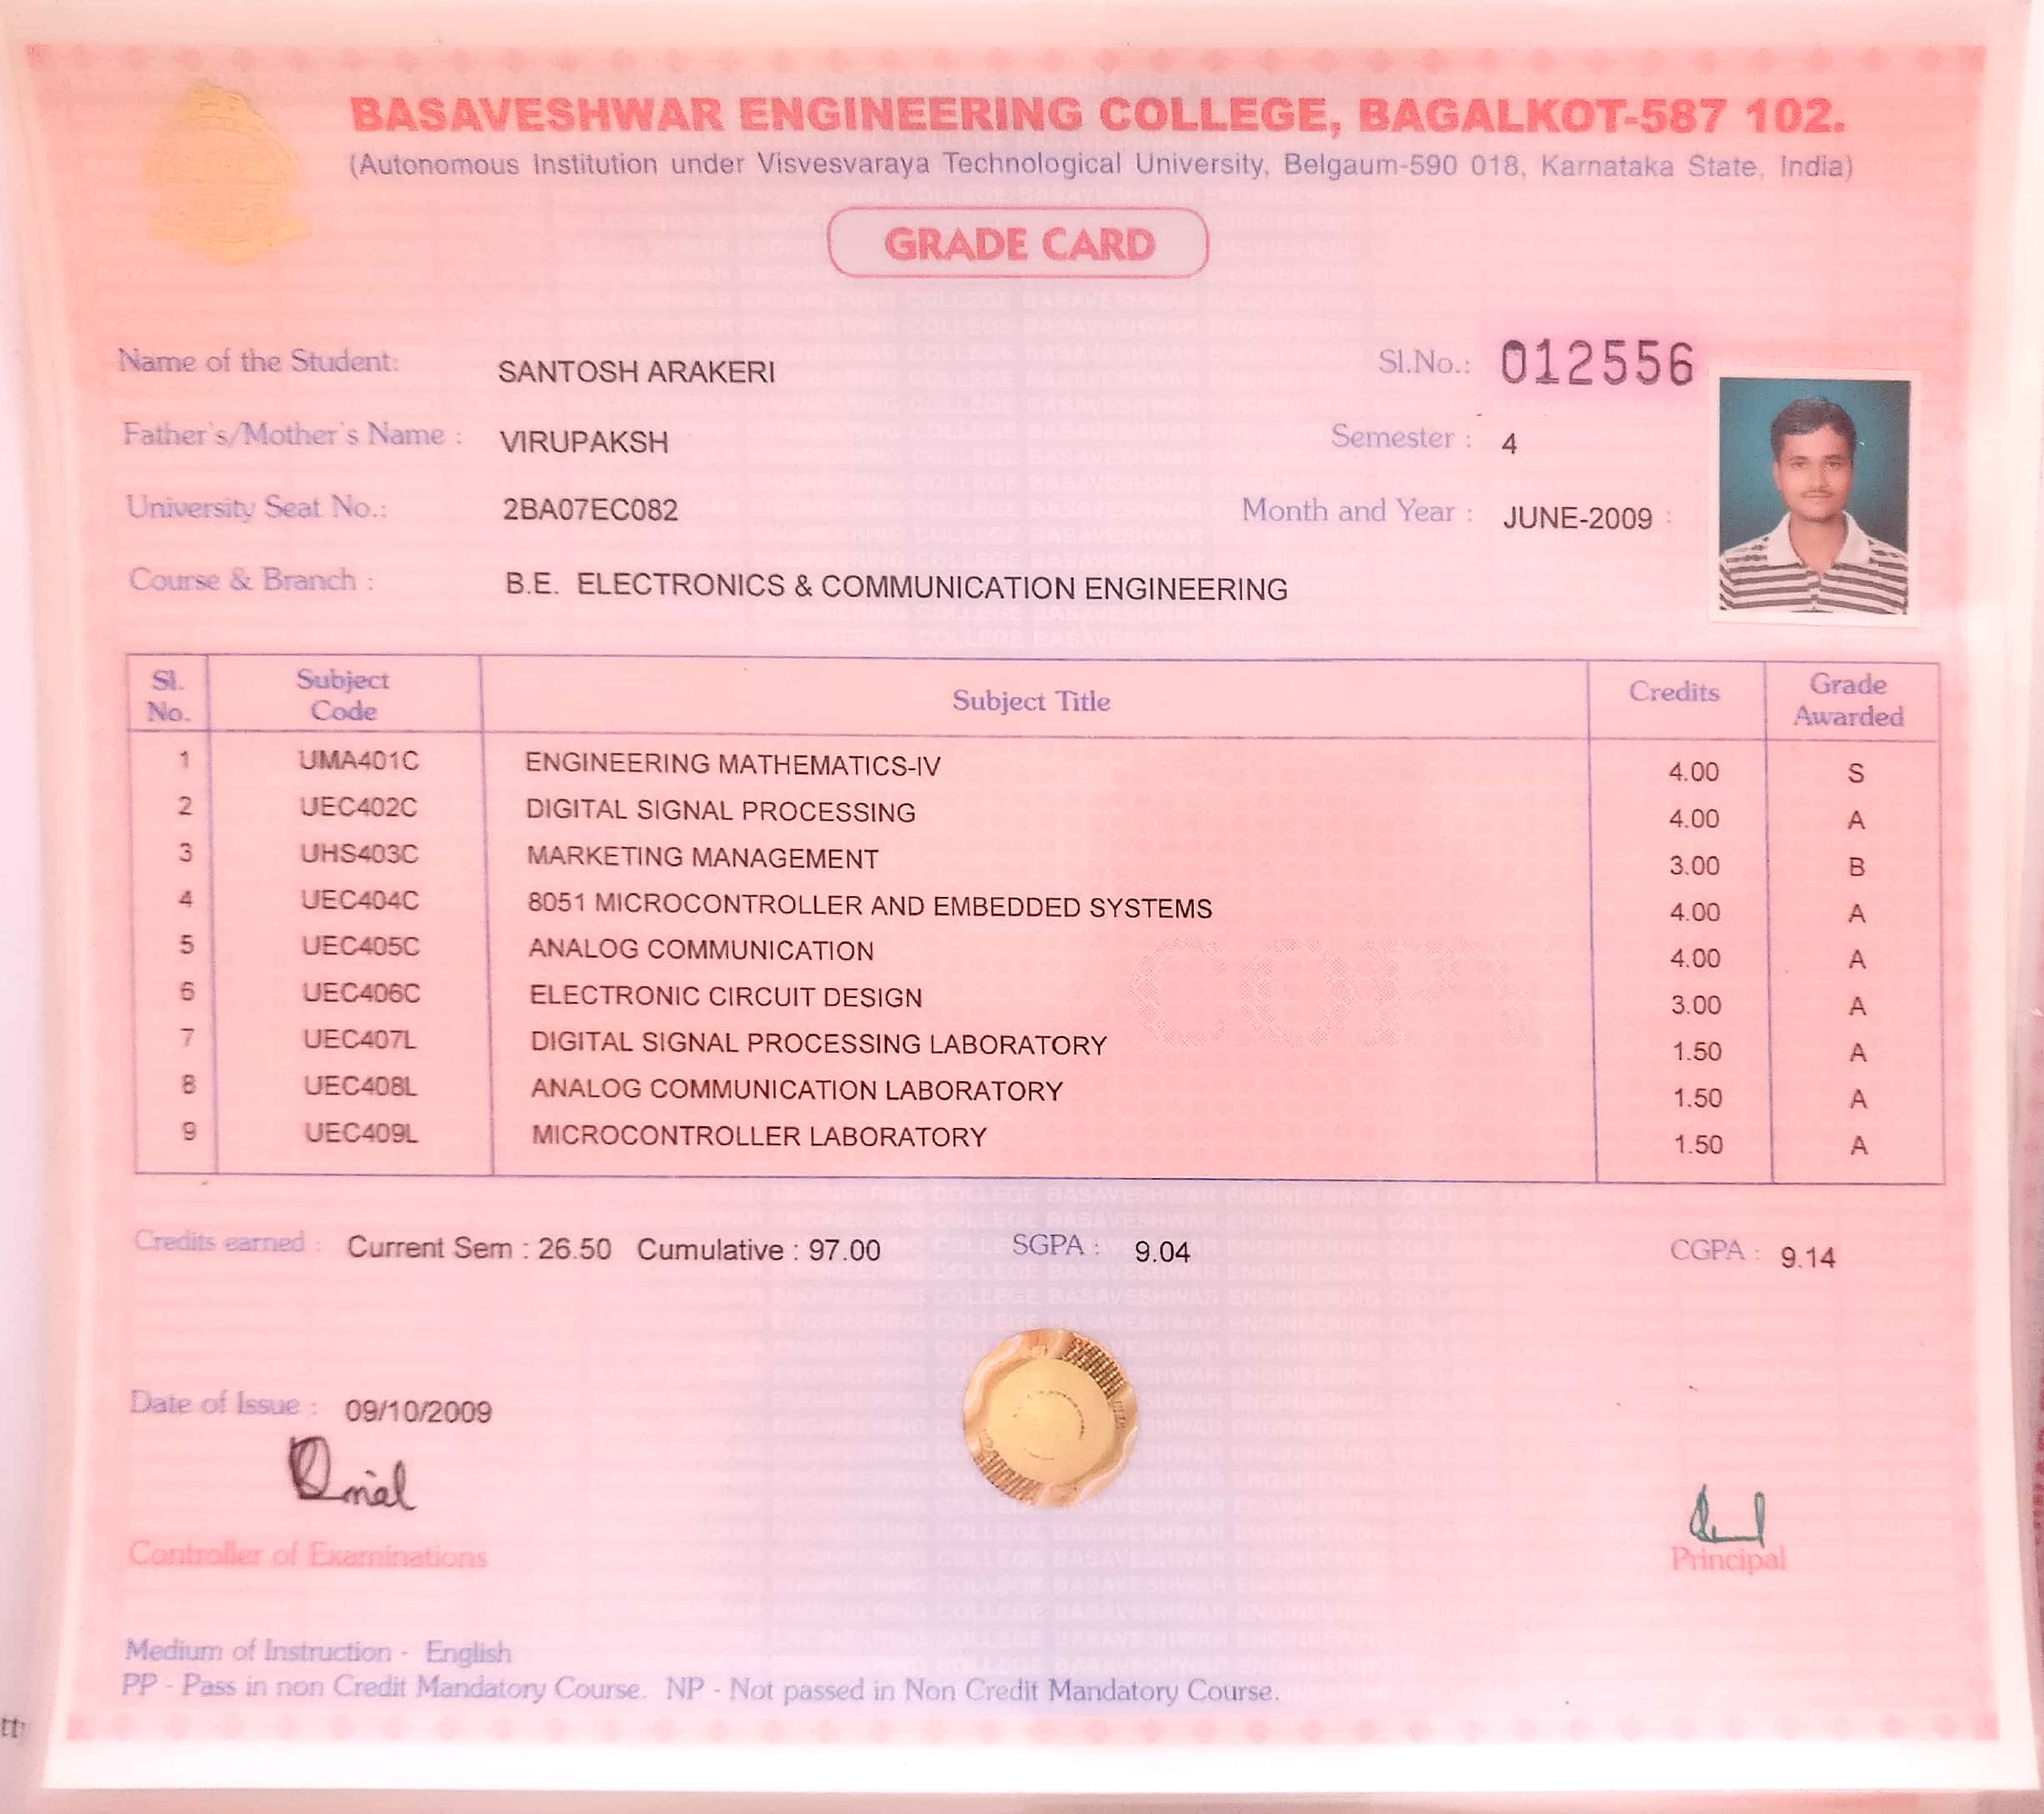 BASAVESHWAR ENGINEERING COLLEGE, BAGALKOT-587 102.
(Autonomous Institution under Visvesvaraya Technological University, Belgaum-590 018, Karnataka State, India)
GRADE CARD
Name of the Student: SANTOSH ARAKERI Sl.No.: 012556
Father's/Mother's Name : VIRUPAKSH Semester : 4
University Seat No.: 2BA07EC082 Month and Year : JUNE-2009
Course & Branch : B.E. ELECTRONICS & COMMUNICATION ENGINEERING
Sl. No. Subject Code Subject Title Credits Grade Awarded
1 UMA401C ENGINEERING MATHEMATICS-IV 4.00 S
2 UEC402C DIGITAL SIGNAL PROCESSING 4.00 A
3 UHS403C MARKETING MANAGEMENT 3.00 B
4 UEC404C 8051 MICROCONTROLLER AND EMBEDDED SYSTEMS 4.00 A
5 UEC405C ANALOG COMMUNICATION 4.00 A
6 UEC406C ELECTRONIC CIRCUIT DESIGN 3.00 A
7 UEC407L DIGITAL SIGNAL PROCESSING LABORATORY 1.50 A
8 UEC408L ANALOG COMMUNICATION LABORATORY 1.50 A
9 UEC409L MICROCONTROLLER LABORATORY 1.50 A
Credits earned : Current Sem : 26.50 Cumulative : 97.00 SGPA : 9.04 CGPA : 9.14
Date of Issue : 09/10/2009
Controller of Examinations
Principal
Medium of Instruction - English
PP - Pass in non Credit Mandatory Course. NP - Not passed in Non Credit Mandatory Course.